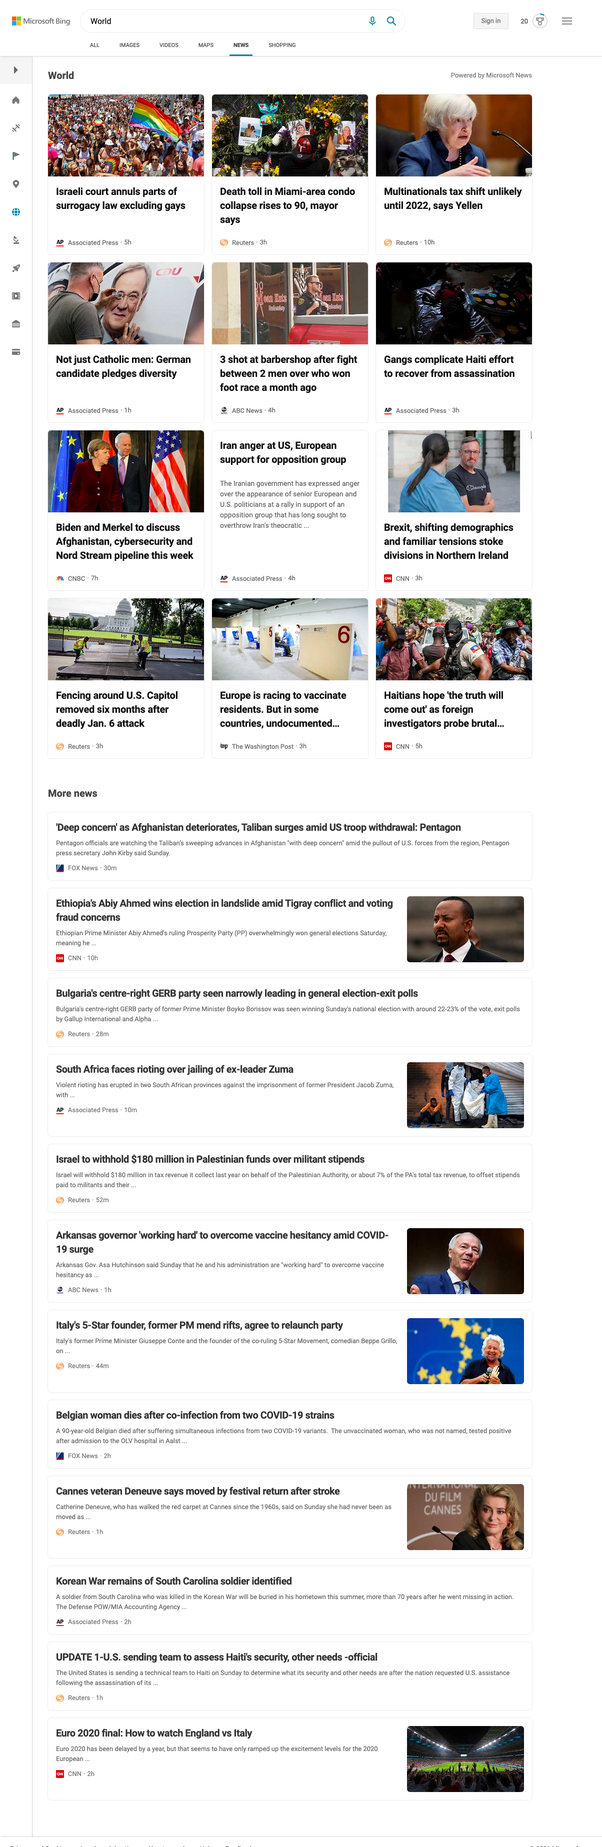 Microsoft Bing
World
Sign in
20
ALL IMAGES VIDEOS MAPS NEWS SHOPPING
World
Powered by Microsoft News
Israeli court annuls parts of
surrogacy law excluding gays
AP Associated Press · 5h
Death toll in Miami-area condo
collapse rises to 90, mayor
says
Reuters · 3h
Multinationals tax shift unlikely
until 2022, says Yellen
Reuters · 10h
CDU
Not just Catholic men: German
candidate pledges diversity
AP Associated Press · 1h
3 shot at barbershop after fight
between 2 men over who won
foot race a month ago
ABC News · 4h
Gangs complicate Haiti effort
to recover from assassination
AP Associated Press · 3h
Biden and Merkel to discuss
Afghanistan, cybersecurity and
Nord Stream pipeline this week
CNBC · 7h
Iran anger at US, European
support for opposition group
The Iranian government has expressed anger
over the appearance of senior European and
U.S. politicians at a rally in support of an
opposition group that has long sought to
overthrow Iran's theocratic ...
AP Associated Press · 4h
Brexit, shifting demographics
and familiar tensions stoke
divisions in Northern Ireland
CNN · 3h
Fencing around U.S. Capitol
removed six months after
deadly Jan. 6 attack
Reuters · 3h
5
6
Europe is racing to vaccinate
residents. But in some
countries, undocumented...
wp The Washington Post · 3h
Haitians hope 'the truth will
come out' as foreign
investigators probe brutal...
CNN · 5h
More news
'Deep concern' as Afghanistan deteriorates, Taliban surges amid US troop withdrawal: Pentagon
Pentagon officials are watching the Taliban's sweeping advances in Afghanistan "with deep concern" amid the pullout of U.S. forces from the region, Pentagon
press secretary John Kirby said Sunday.
FOX News · 30m
Ethiopia's Abiy Ahmed wins election in landslide amid Tigray conflict and voting
fraud concerns
Ethiopian Prime Minister Abiy Ahmed's ruling Prosperity Party (PP) overwhelmingly won general elections Saturday,
meaning he ...
CNN · 10h
Bulgaria's centre-right GERB party seen narrowly leading in general election-exit polls
Bulgaria's centre-right GERB party of former Prime Minister Boyko Borissov was seen winning Sunday's national election with around 22-23% of the vote, exit polls
by Gallup International and Alpha ...
Reuters · 28m
South Africa faces rioting over jailing of ex-leader Zuma
Violent rioting has erupted in two South African provinces against the imprisonment of former President Jacob Zuma,
with ...
AP Associated Press · 10m
Israel to withhold $180 million in Palestinian funds over militant stipends
Israel will withhold $180 million in tax revenue it collect last year on behalf of the Palestinian Authority, or about 7% of the PA's total tax revenue, to offset stipends
paid to militants and their ...
Reuters · 52m
Arkansas governor 'working hard' to overcome vaccine hesitancy amid COVID-
19 surge
Arkansas Gov. Asa Hutchinson said Sunday that he and his administration are "working hard" to overcome vaccine
hesitancy as ...
ABC News · 1h
Italy's 5-Star founder, former PM mend rifts, agree to relaunch party
Italy's former Prime Minister Giuseppe Conte and the founder of the co-ruling 5-Star Movement, comedian Beppe Grillo,
on ...
Reuters · 44m
Belgian woman dies after co-infection from two COVID-19 strains
A 90-year-old Belgian died after suffering simultaneous infections from two COVID-19 variants. The unvaccinated woman, who was not named, tested positive
after admission to the OLV hospital in Aalst ...
FOX News · 2h
Cannes veteran Deneuve says moved by festival return after stroke
Catherine Deneuve, who has walked the red carpet at Cannes since the 1960s, said on Sunday she had never been as
moved as ...
Reuters · 1h
INTERNATIONAL
DU FILM
CANNES
Korean War remains of South Carolina soldier identified
A soldier from South Carolina who was killed in the Korean War will be buried in his hometown this summer, more than 70 years after he went missing in action.
The Defense POW/MIA Accounting Agency ...
AP Associated Press · 2h
UPDATE 1-U.S. sending team to assess Haiti's security, other needs -official
The United States is sending a technical team to Haiti on Sunday to determine what its security and other needs are after the nation requested U.S. assistance
following the assassination of its ...
Reuters · 1h
Euro 2020 final: How to watch England vs Italy
Euro 2020 has been delayed by a year, but that seems to have only ramped up the excitement levels for the 2020
European ...
CNN · 2h